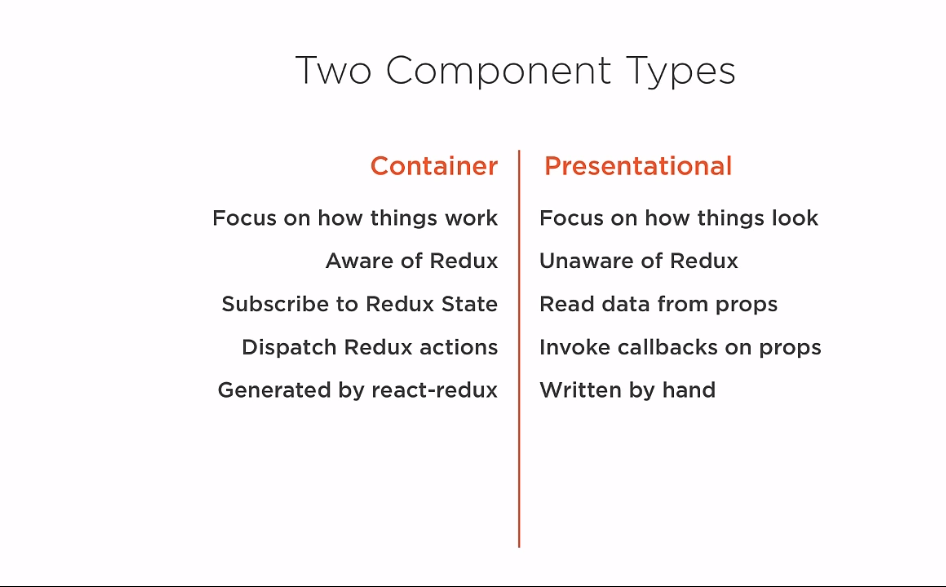 Two Component Types
Container
Focus on how things work
Aware of Redux
Subscribe to Redux State
Dispatch Redux actions
Generated by react-redux
Presentational
Focus on how things look
Unaware of Redux
Read data from props
Invoke callbacks on props
Written by hand